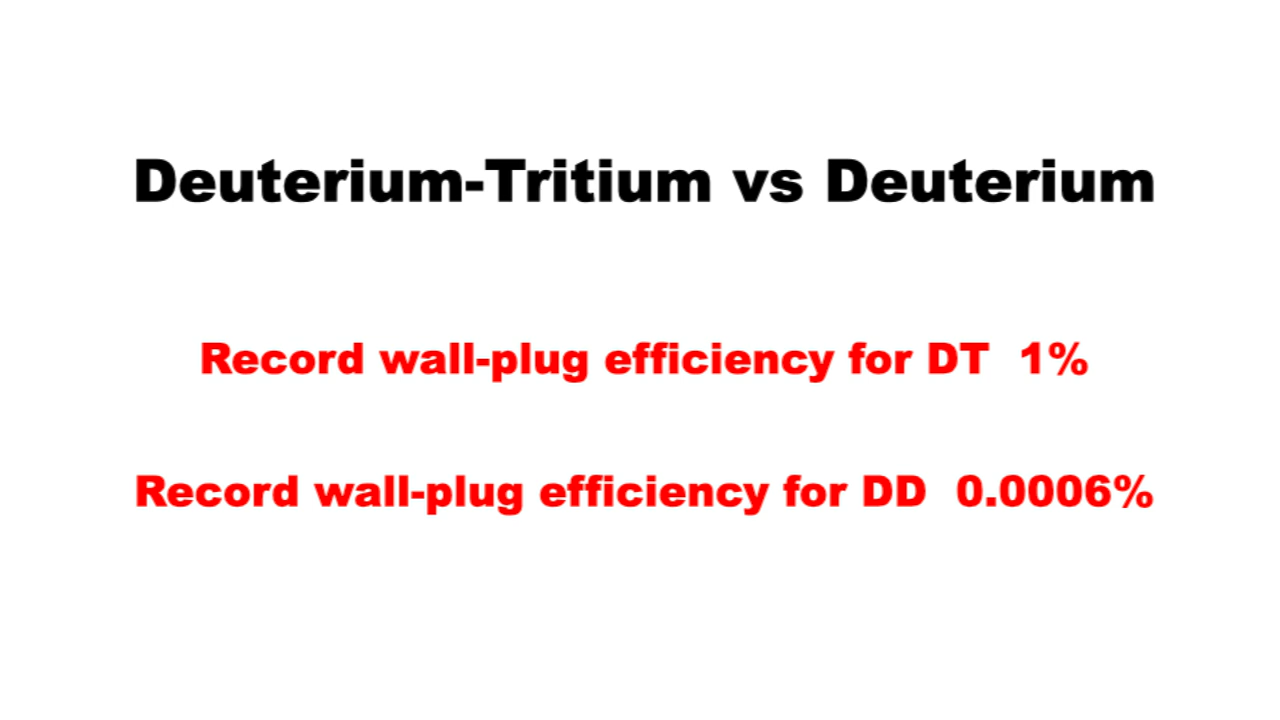 Deuterium-Tritium vs Deuterium
Record wall-plug efficiency for DT 1%
Record wall-plug efficiency for DD 0.0006%